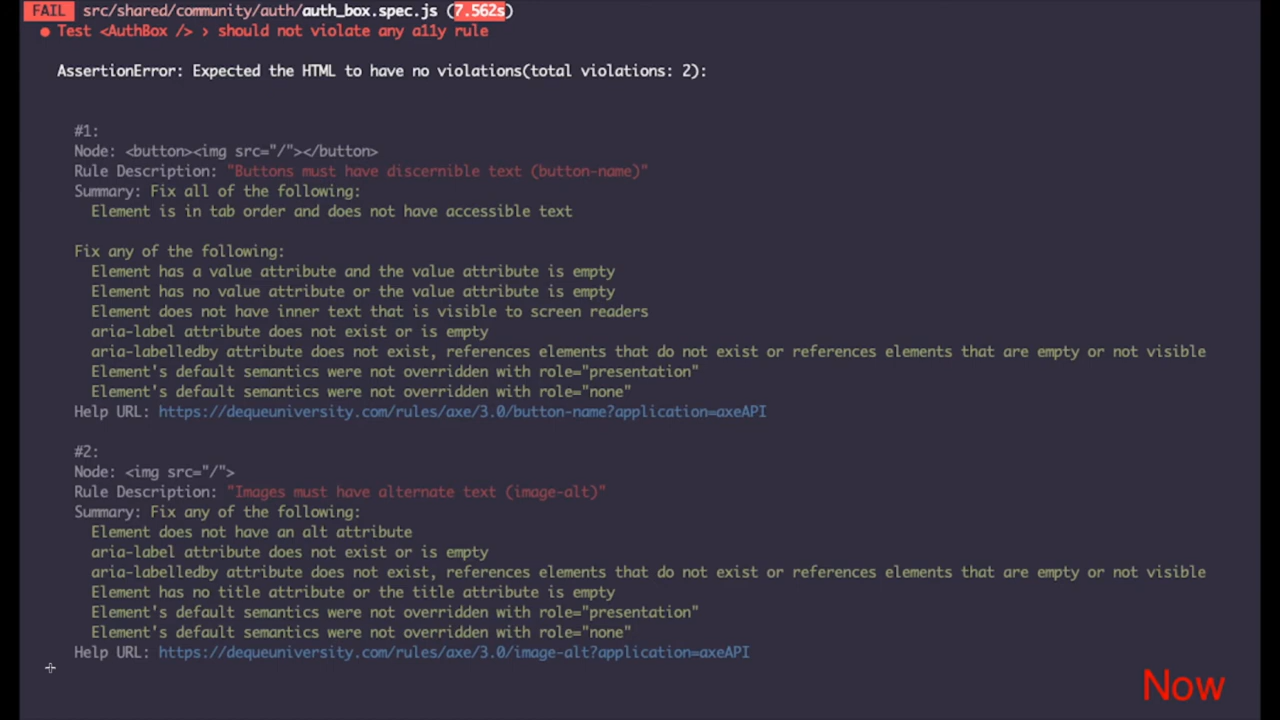 FAIL src/shared/community/auth/auth_box.spec.js (7.562s)
● Test <AuthBox /> › should not violate any a11y rule
AssertionError: Expected the HTML to have no violations(total violations: 2):
#1:
Node: <button><img src="/"></button>
Rule Description: "Buttons must have discernible text (button-name)"
Summary: Fix all of the following:
Element is in tab order and does not have accessible text
Fix any of the following:
Element has a value attribute and the value attribute is empty
Element has no value attribute or the value attribute is empty
Element does not have inner text that is visible to screen readers
aria-label attribute does not exist or is empty
aria-labelledby attribute does not exist, references elements that do not exist or references elements that are empty or not visible
Element's default semantics were not overridden with role="presentation"
Element's default semantics were not overridden with role="none"
Help URL: https://dequeuniversity.com/rules/axe/3.0/button-name?application=axeAPI
#2:
Node: <img src="/">
Rule Description: "Images must have alternate text (image-alt)"
Summary: Fix any of the following:
Element does not have an alt attribute
aria-label attribute does not exist or is empty
aria-labelledby attribute does not exist, references elements that do not exist or references elements that are empty or not visible
Element has no title attribute or the title attribute is empty
Element's default semantics were not overridden with role="presentation"
Element's default semantics were not overridden with role="none"
Help URL: https://dequeuniversity.com/rules/axe/3.0/image-alt?application=axeAPI
Now